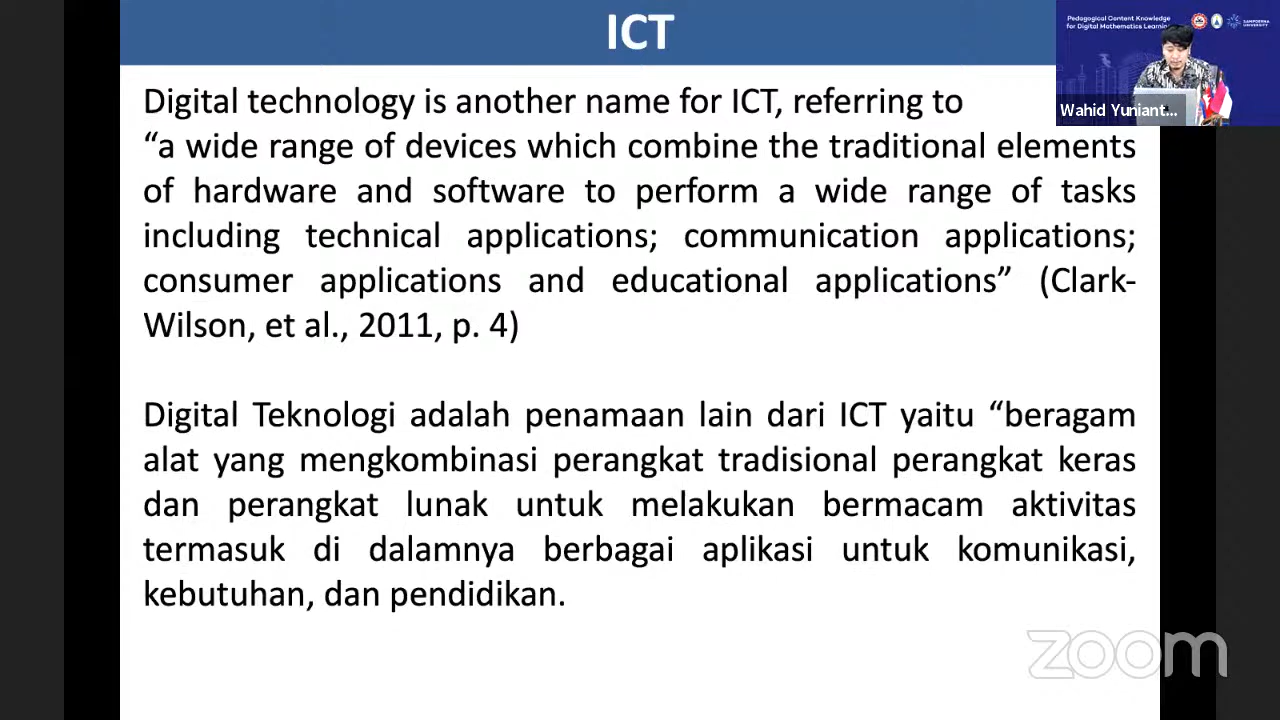 ICT
Digital technology is another name for ICT, referring to
“a wide range of devices which combine the traditional elements
of hardware and software to perform a wide range of tasks
including technical applications; communication applications;
consumer applications and educational applications” (Clark-
Wilson, et al., 2011, p. 4)
Digital Teknologi adalah penamaan lain dari ICT yaitu “beragam
alat yang mengkombinasi perangkat tradisional perangkat keras
dan perangkat lunak untuk melakukan bermacam aktivitas
termasuk di dalamnya berbagai aplikasi untuk komunikasi,
kebutuhan, dan pendidikan.
Pedagogical Content Knowledge
for Digital Mathematics Learning
SAMPOERNA
UNIVERSITY
Wahid Yuniant...
zoom